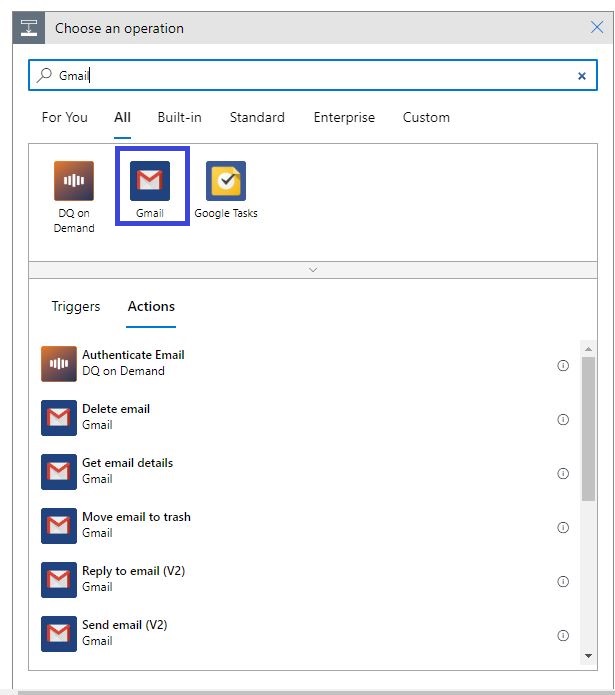 Choose an operation
Gmail
For You All Built-in Standard Enterprise Custom
DQ on
Demand
Gmail
Google Tasks
Triggers Actions
Authenticate Email
DQ on Demand
Delete email
Gmail
Get email details
Gmail
Move email to trash
Gmail
Reply to email (V2)
Gmail
Send email (V2)
Gmail